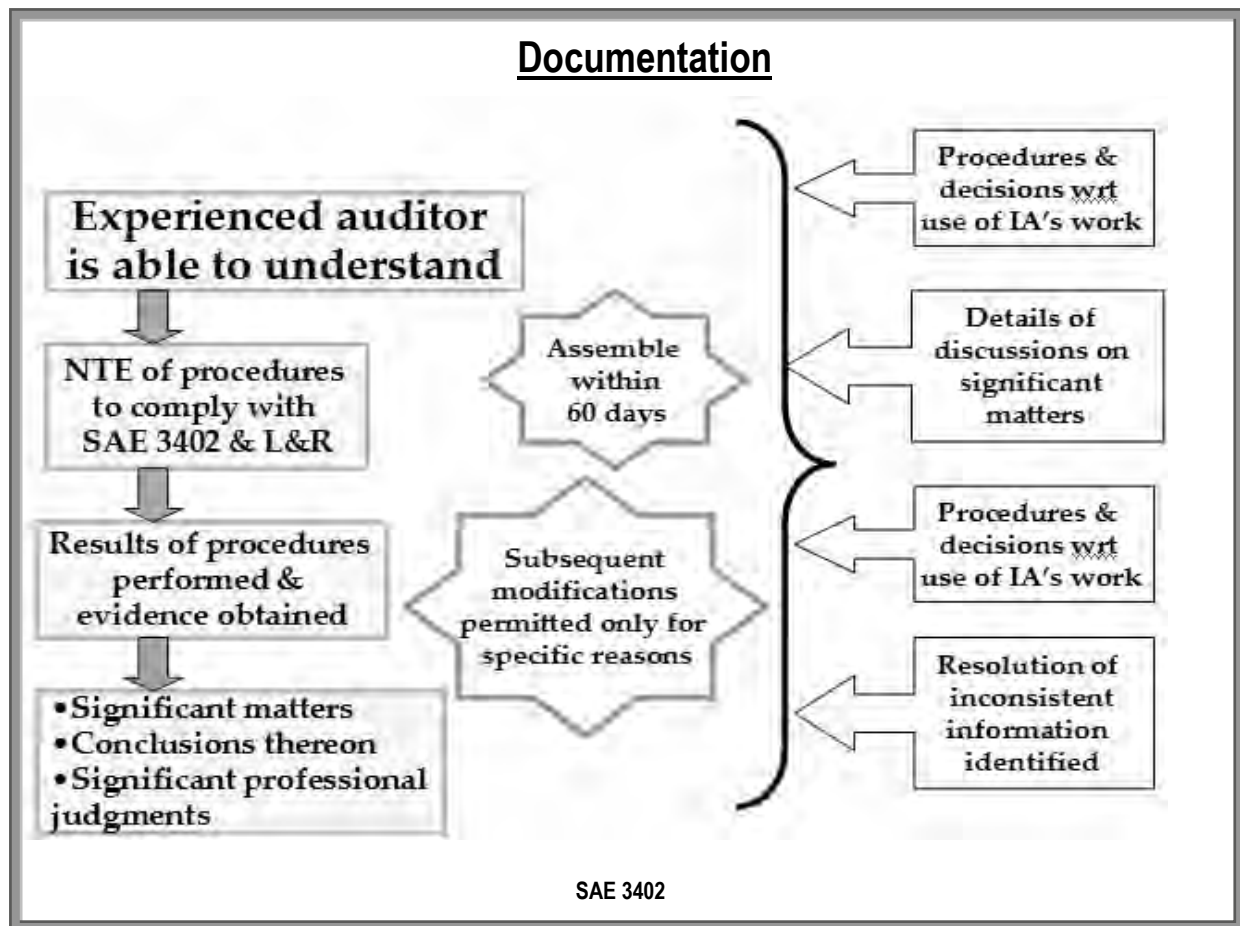 Documentation
Experienced auditor
is able to understand
NTE of procedures
to comply with
SAE 3402 & L&R
Results of procedures
performed &
evidence obtained
•Significant matters
•Conclusions thereon
•Significant professional
judgments
Assemble
within
60 days
Subsequent
modifications
permitted only for
specific reasons
Procedures &
decisions wrt
use of IA's work
Details of
discussions on
significant
matters
Procedures &
decisions wrt
use of IA's work
Resolution of
inconsistent
information
identified
SAE 3402